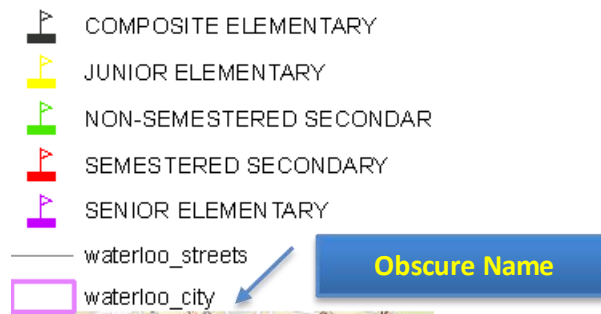 COMPOSITE ELEMENTARY
JUNIOR ELEMENTARY
NON-SEMESTERED SECONDAR
SEMESTERED SECONDARY
SENIOR ELEMENTARY
waterloo_streets
Obscure Name
waterloo_city